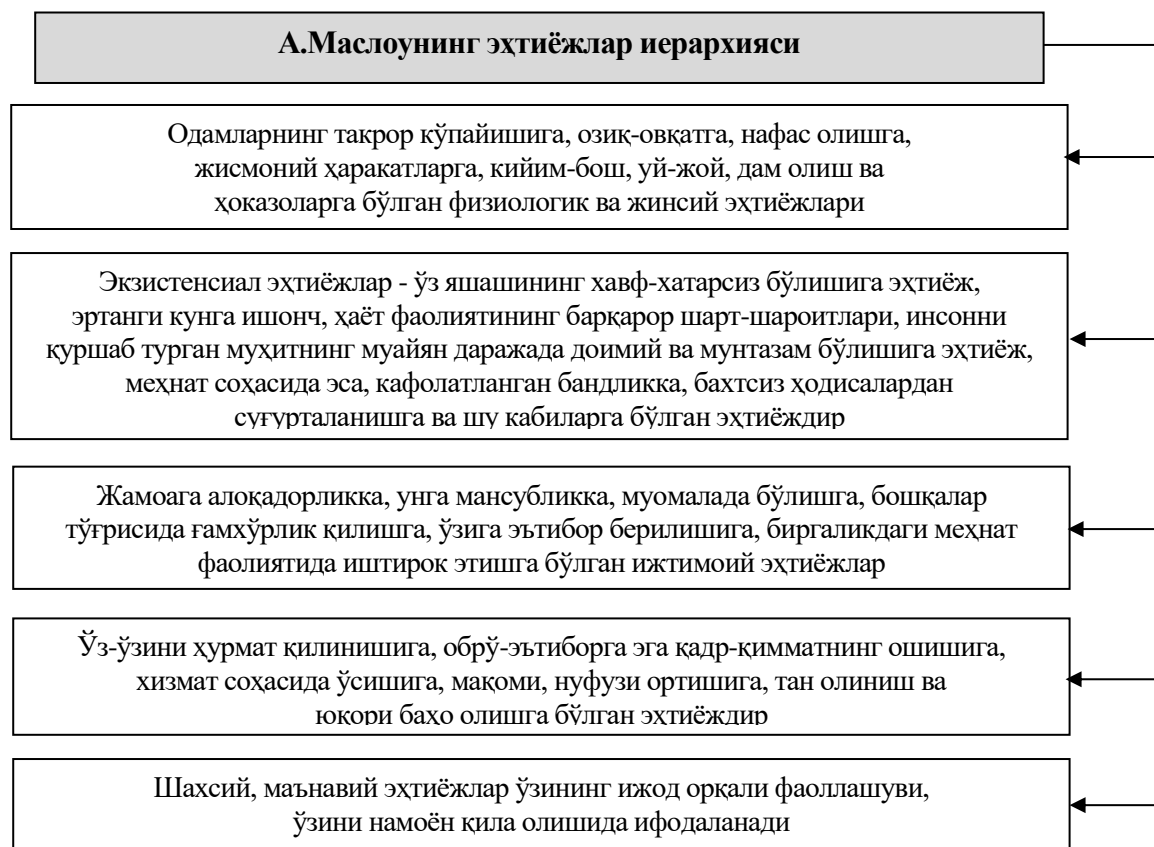 А.Маслоунинг эҳтиёжлар иерархияси
Одамларнинг такрор кўпайишига, озиқ-овқатга, нафас олишга,
жисмоний ҳаракатларга, кийим-бош, уй-жой, дам олиш ва
ҳоказоларга бўлган физиологик ва жинсий эҳтиёжлари
Экзистенсиал эҳтиёжлар - ўз яшашининг хавф-хатарсиз бўлишига эҳтиёж,
эртанги кунга ишонч, ҳаёт фаолиятининг барқарор шарт-шароитлари, инсонни
қуршаб турган муҳитнинг муайян даражада доимий ва мунтазам бўлишига эҳтиёж,
меҳнат соҳасида эса, кафолатланган бандликка, бахтсиз ҳодисалардан
суғурталанишга ва шу кабиларга бўлган эҳтиёждир
Жамоага алоқадорликка, унга мансубликка, муомалада бўлишга, бошқалар
тўғрисида ғамхўрлик қилишга, ўзига эътибор берилишига, биргаликдаги меҳнат
фаолиятида иштирок этишга бўлган ижтимоий эҳтиёжлар
Ўз-ўзини ҳурмат қилинишига, обрў-эътиборга эга қадр-қимматнинг ошишига,
хизмат соҳасида ўсишига, мақоми, нуфузи ортишига, тан олиниш ва
юқори баҳо олишга бўлган эҳтиёждир
Шахсий, маънавий эҳтиёжлар ўзининг ижод орқали фаоллашуви,
ўзини намоён қила олишида ифодаланади